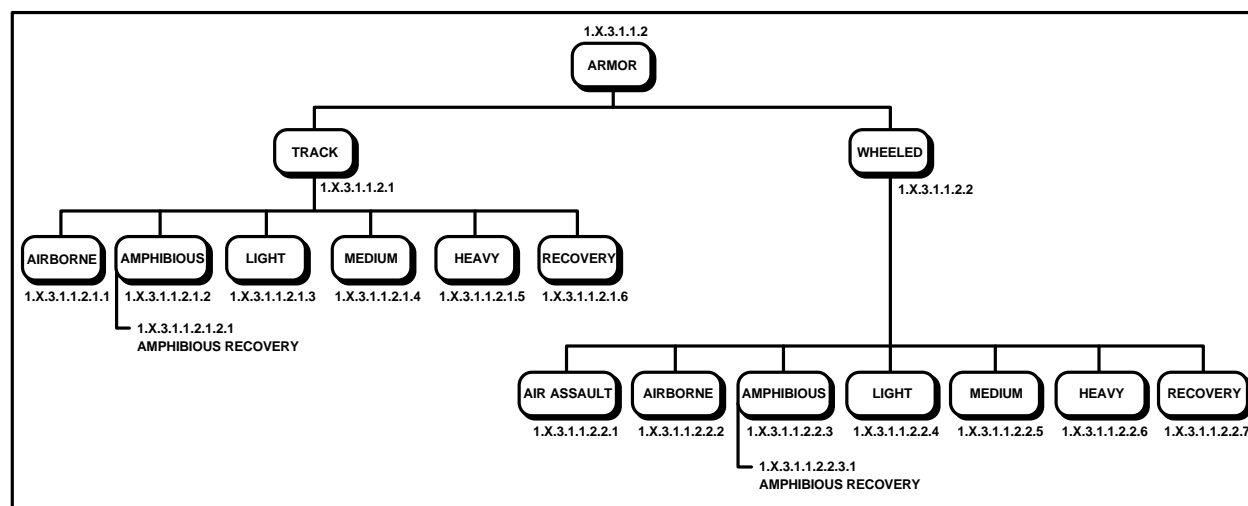 1.X.3.1.1.2
ARMOR
TRACK
WHEELED
1.X.3.1.1.2.1
1.X.3.1.1.2.2
AIRBORNE
AMPHIBIOUS
LIGHT
MEDIUM
HEAVY
RECOVERY
1.X.3.1.1.2.1.1
1.X.3.1.1.2.1.2
1.X.3.1.1.2.1.3
1.X.3.1.1.2.1.4
1.X.3.1.1.2.1.5
1.X.3.1.1.2.1.6
1.X.3.1.1.2.1.2.1
AMPHIBIOUS RECOVERY
AIR ASSAULT
AIRBORNE
AMPHIBIOUS
LIGHT
MEDIUM
HEAVY
RECOVERY
1.X.3.1.1.2.2.1
1.X.3.1.1.2.2.2
1.X.3.1.1.2.2.3
1.X.3.1.1.2.2.4
1.X.3.1.1.2.2.5
1.X.3.1.1.2.2.6
1.X.3.1.1.2.2.7
1.X.3.1.1.2.2.3.1
AMPHIBIOUS RECOVERY